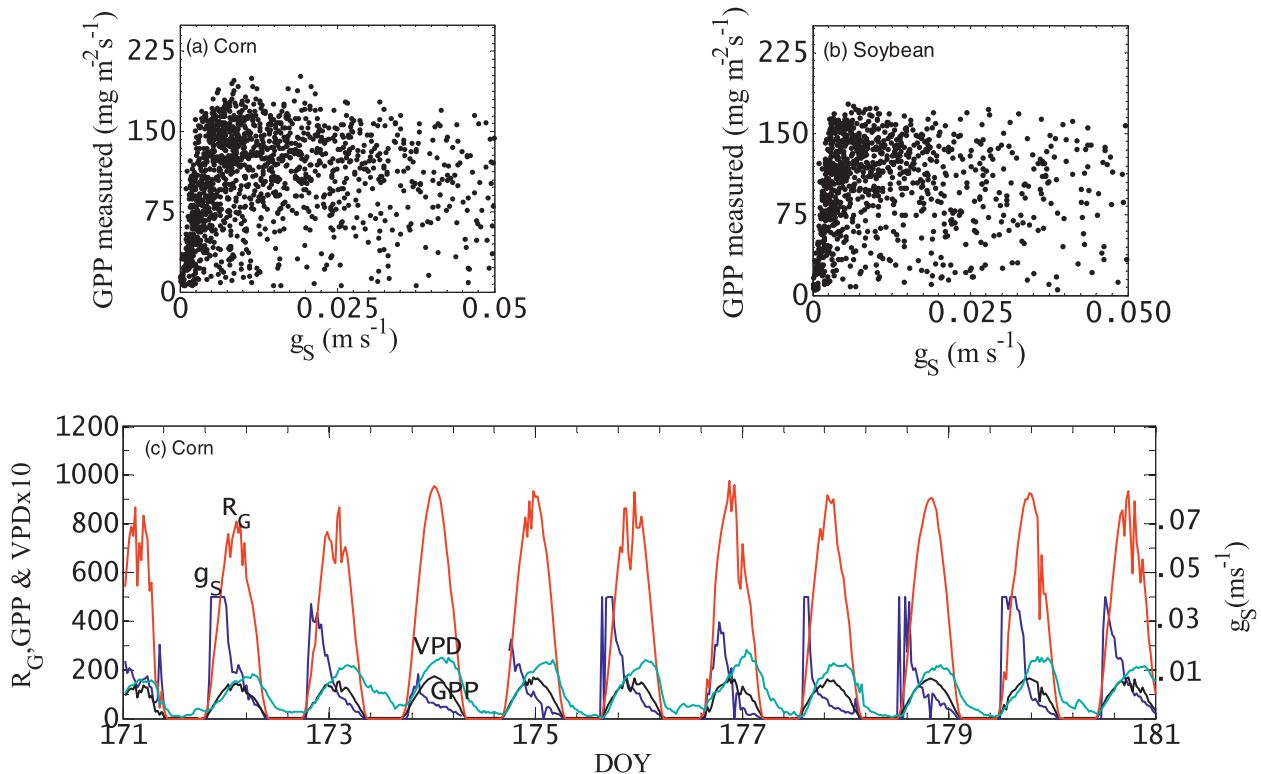 (a) Corn
GPP measured (mg m-2s-1)
225
150
75
0
0 0.025 0.05
gS (m s-1)
(b) Soybean
GPP measured (mg m-2s-1)
225
150
75
0
0 0.025 0.050
gS (m s-1)
(c) Corn
RG,GPP & VPDx10
1200
1000
800
600
400
200
0
RG
gS
VPD
GPP
.07
.05
.03
.01
gS(ms-1)
171 173 175 177 179 181
DOY